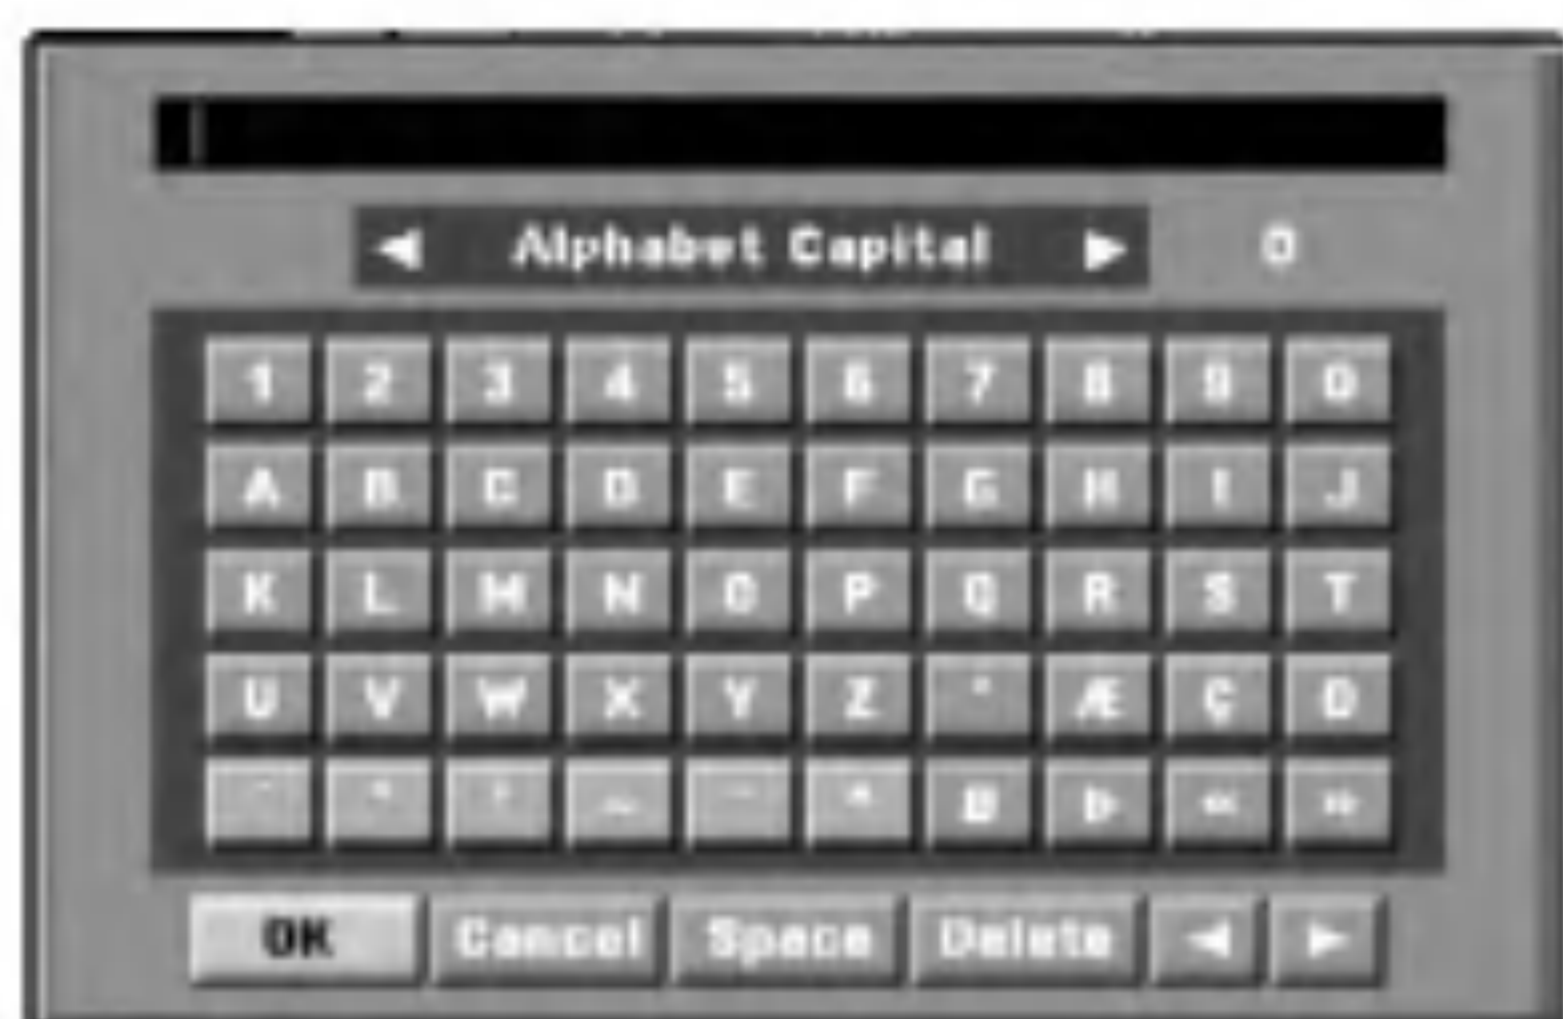 ◀ Alphabet Capital ▶ 0
1 2 3 4 5 6 7 8 9 0
A B C D E F G H I J
K L M N O P Q R S T
U V W X Y Z Æ Ç
« »
OK Cancel Space Delete ◀ ▶